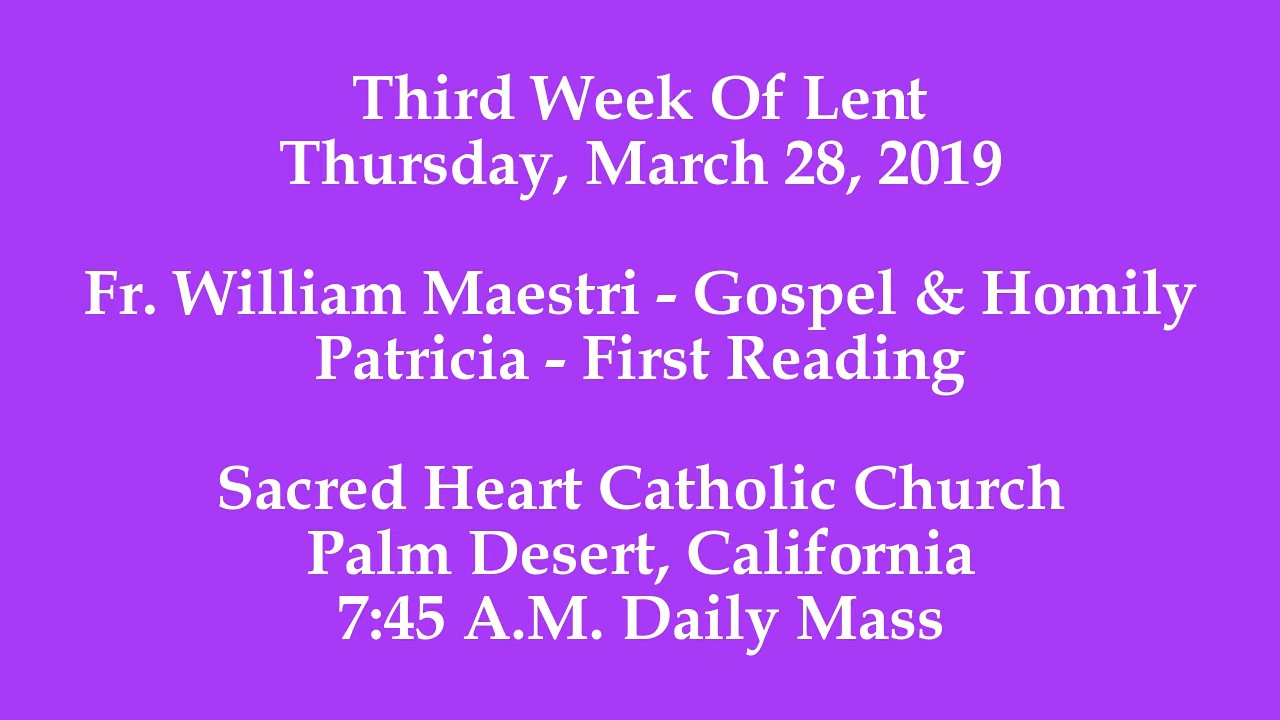 Third Week Of Lent
Thursday, March 28, 2019
Fr. William Maestri - Gospel & Homily
Patricia - First Reading
Sacred Heart Catholic Church
Palm Desert, California
7:45 A.M. Daily Mass